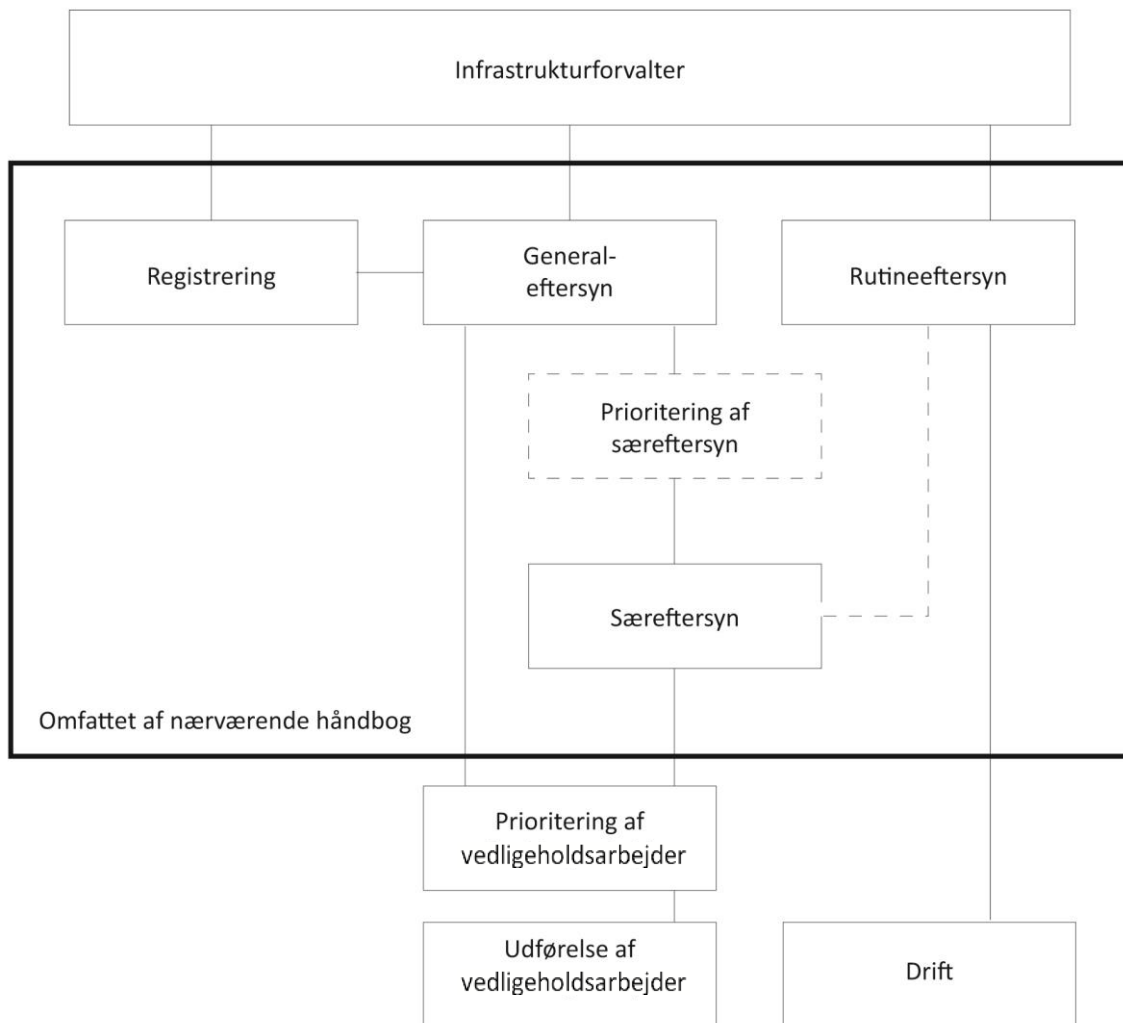 Infrastrukturforvalter
Registrering
General-
eftersyn
Rutineeftersyn
Prioritering af
særeftersyn
Særeftersyn
Omfattet af nærværende håndbog
Prioritering af
vedligeholdsarbejder
Udførelse af
vedligeholdsarbejder
Drift